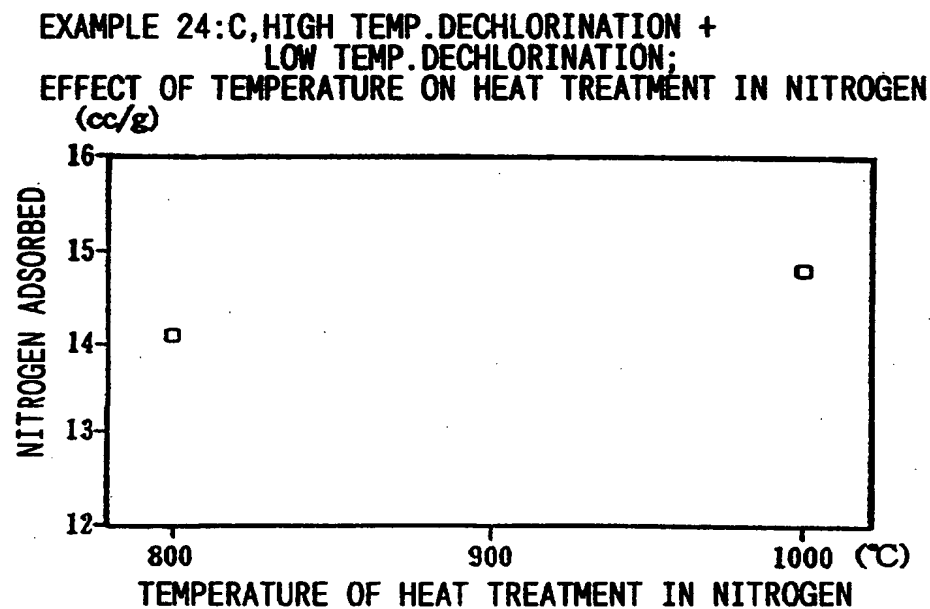 EXAMPLE 24:C,HIGH TEMP.DECHLORINATION +
LOW TEMP.DECHLORINATION;
EFFECT OF TEMPERATURE ON HEAT TREATMENT IN NITROGEN
(cc/g)
16
15
14
13
12
NITROGEN ADSORBED
800 900 1000 (℃)
TEMPERATURE OF HEAT TREATMENT IN NITROGEN